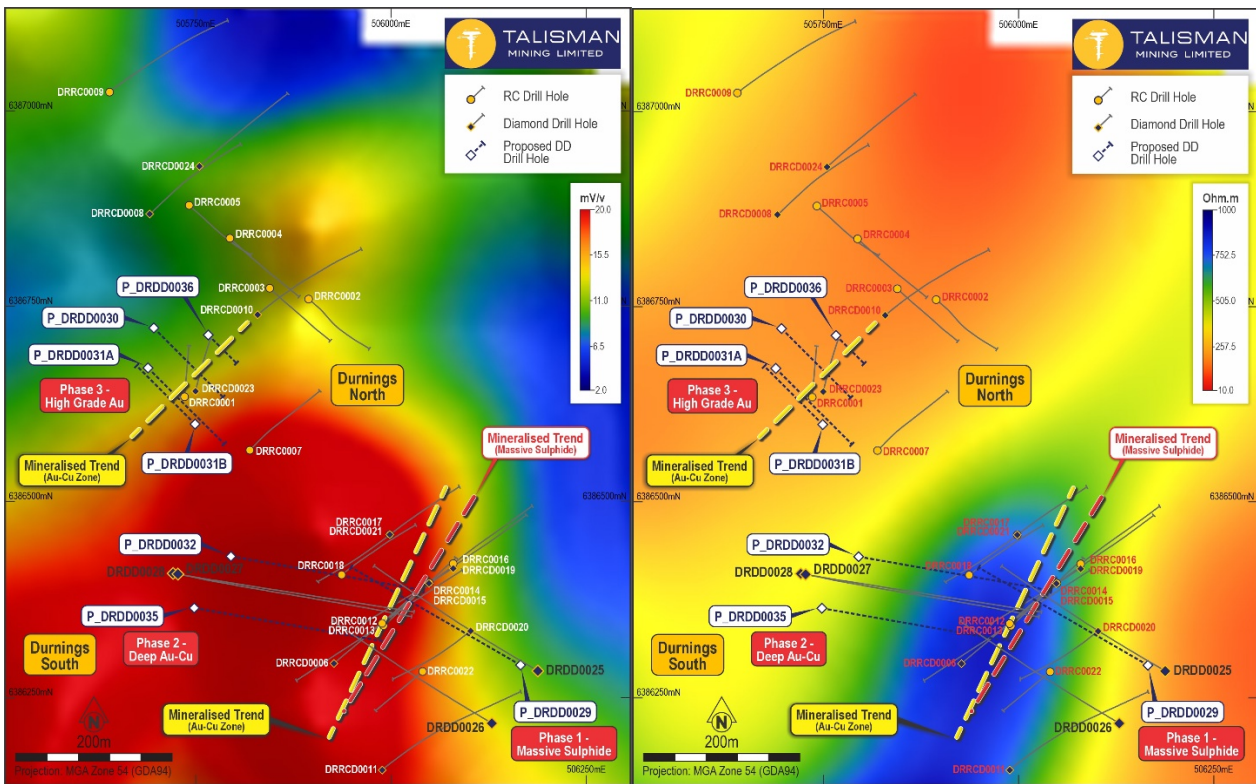 505750mE
506000mE
TALISMAN
MINING LIMITED
RC Drill Hole
Diamond Drill Hole
Proposed DD
Drill Hole
mV/v
20.0
15.5
11.0
6.5
2.0
6387000mN
6386750mN
6386500mN
6386250mN
DRRC0009
DRRCD0024
DRRCD0008
DRRC0005
DRRC0004
DRRC0003
DRRC0002
DRRCD0010
P_DRDD0036
P_DRDD0030
P_DRDD0031A
Phase 3 -
High Grade Au
DRRCD0023
DRRC0001
Durnings
North
P_DRDD0031B
DRRC0007
Mineralised Trend
(Au-Cu Zone)
Mineralised Trend
(Massive Sulphide)
DRRC0017
DRRCD0021
P_DRDD0032
DRRC0016
DRRC0018
DRRCD0019
DRDD0028
DRDD0027
DRRC0014
DRRCD0015
P_DRDD0035
DRRC0012
DRRC0013
DRRCD0020
Durnings
South
Phase 2 -
Deep Au-Cu
DRRCD0006
DRRC0022
DRDD0025
P_DRDD0029
Mineralised Trend
(Au-Cu Zone)
DRDD0026
Phase 1 -
Massive Sulphide
N
200m
DRRCD0011
Projection: MGA Zone 54 (GDA94)
506250mE
505750mE
506000mE
TALISMAN
MINING LIMITED
RC Drill Hole
Diamond Drill Hole
Proposed DD
Drill Hole
Ohm.m
1000
752.5
505.0
257.5
10.0
6387000mN
6386750mN
6386500mN
6386250mN
DRRC0009
DRRCD0024
DRRCD0008
DRRC0005
DRRC0004
DRRC0003
DRRC0002
DRRCD0010
P_DRDD0036
P_DRDD0030
P_DRDD0031A
Phase 3 -
High Grade Au
DRRCD0023
DRRC0001
Durnings
North
P_DRDD0031B
DRRC0007
Mineralised Trend
(Au-Cu Zone)
Mineralised Trend
(Massive Sulphide)
DRRC0017
DRRCD0021
P_DRDD0032
DRRC0016
DRRC0018
DRRCD0019
DRDD0028
DRDD0027
DRRC0014
DRRCD0015
P_DRDD0035
DRRC0012
DRRC0013
DRRCD0020
Durnings
South
Phase 2 -
Deep Au-Cu
DRRCD0006
DRRC0022
DRDD0025
P_DRDD0029
Mineralised Trend
(Au-Cu Zone)
DRDD0026
Phase 1 -
Massive Sulphide
N
200m
DRRCD0011
Projection: MGA Zone 54 (GDA94)
506250mE